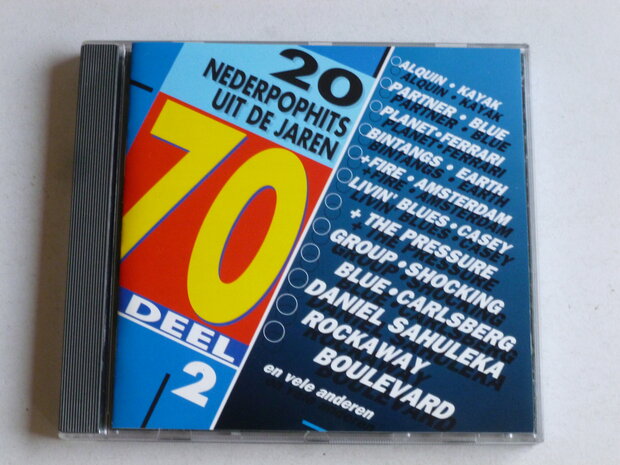 20
NEDERPOPHITS
UIT DE JAREN
70
DEEL
2
ALQUIN • KAYAK
PARTNER • BLUE
PLANET • FERRARI
BINTANGS • EARTH
+ FIRE • AMSTERDAM
LIVIN' BLUES • CASEY
+ THE PRESSURE
GROUP • SHOCKING
BLUE • CARLSBERG
DANIEL SAHULEKA
ROCKAWAY
BOULEVARD
en vele anderen